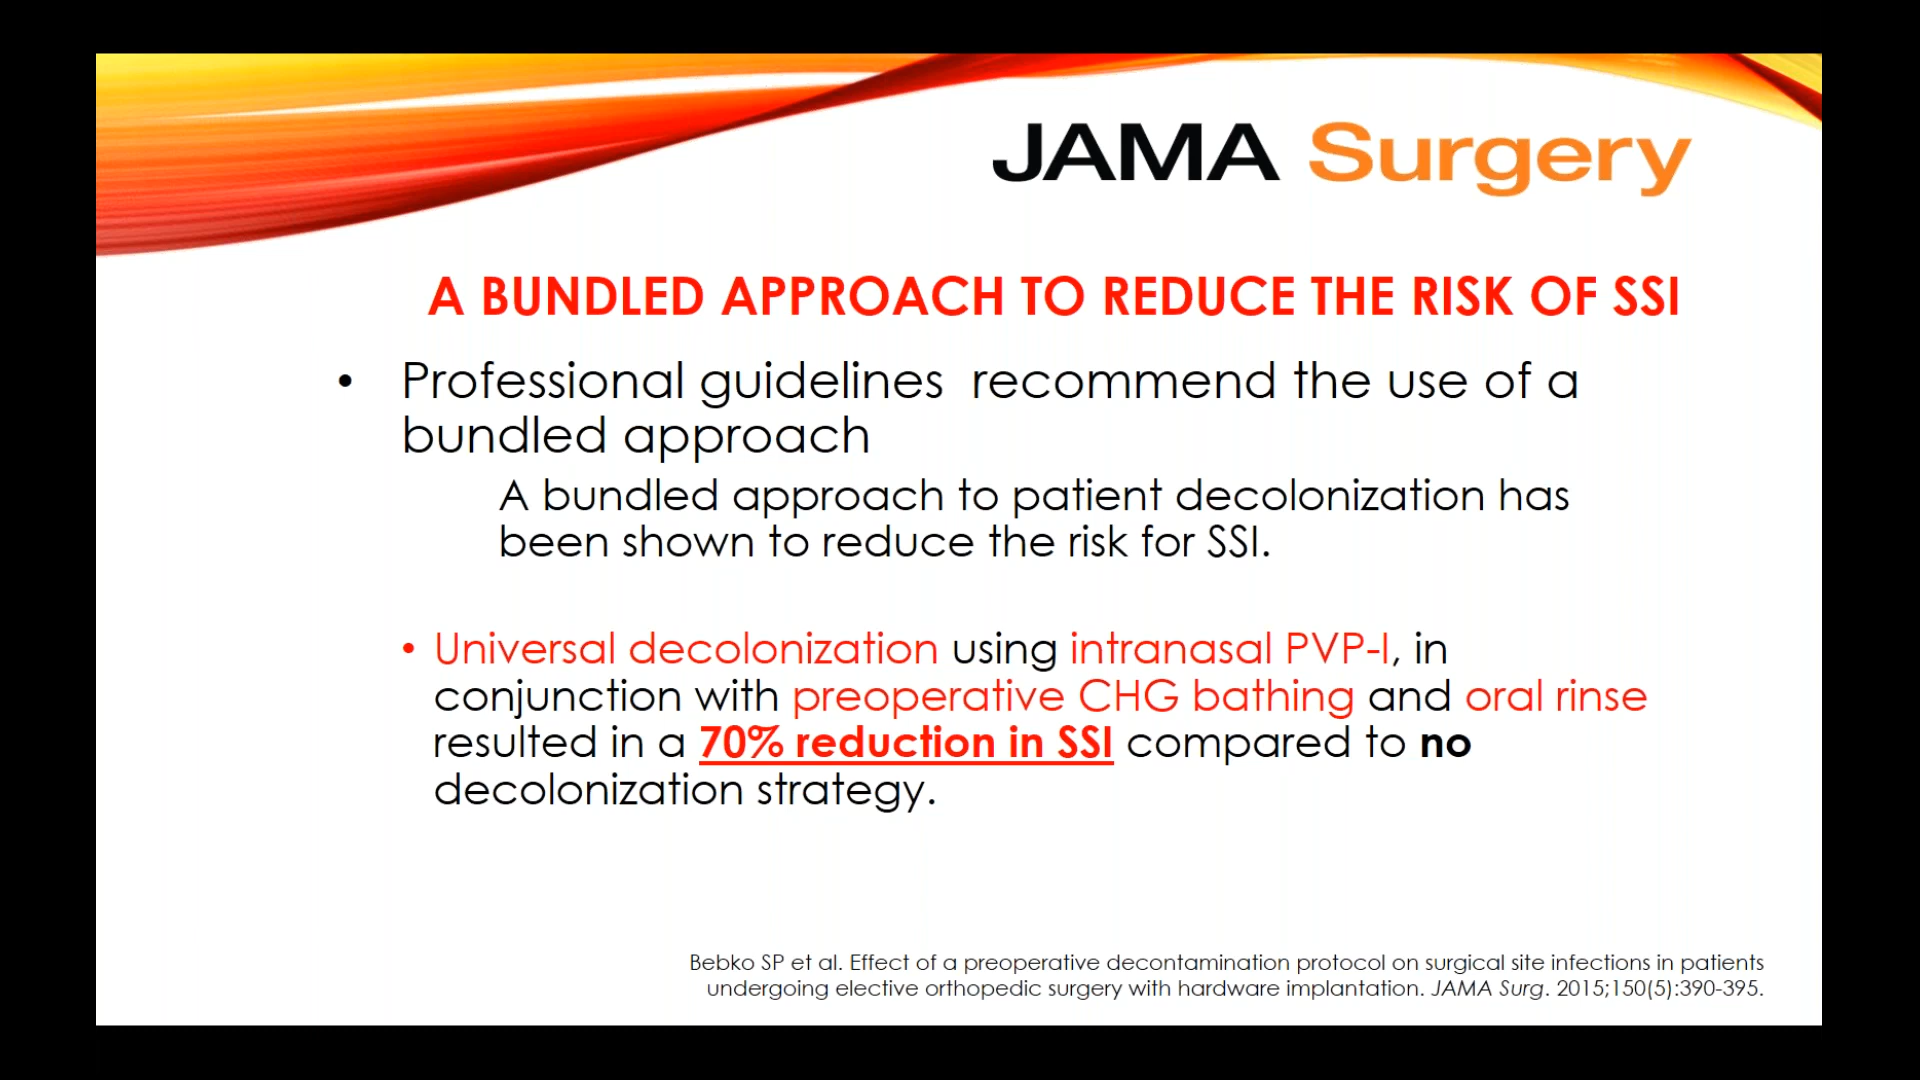 JAMA Surgery
A BUNDLED APPROACH TO REDUCE THE RISK OF SSI
• Professional guidelines recommend the use of a
bundled approach
A bundled approach to patient decolonization has
been shown to reduce the risk for SSI.
• Universal decolonization using intranasal PVP-I, in
conjunction with preoperative CHG bathing and oral rinse
resulted in a 70% reduction in SSI compared to no
decolonization strategy.
Bebko SP et al. Effect of a preoperative decontamination protocol on surgical site infections in patients
undergoing elective orthopedic surgery with hardware implantation. JAMA Surg. 2015;150(5):390-395.